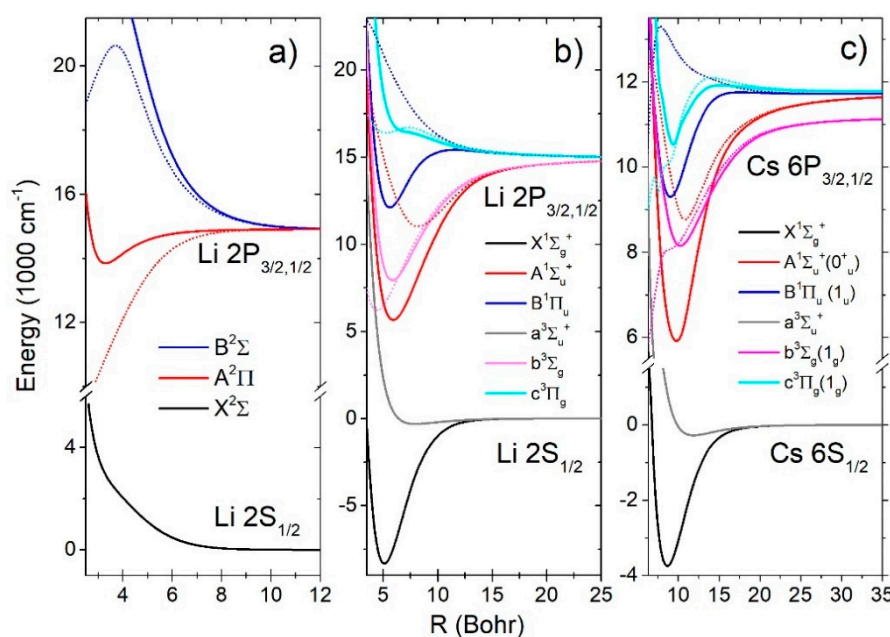 Energy (1000 cm⁻¹)
a)
20
16
14
4
0
4 6 8 10 12
Li 2P3/2,1/2
B²Σ
A²Π
X²Σ
Li 2S1/2
b)
20
15
10
5
0
-5
5 10 15 20 25
Li 2P3/2,1/2
X¹Σg⁺
A¹Σu⁺
B¹Πu
a³Σu⁺
b³Σg
c³Πg
Li 2S1/2
c)
12
10
8
6
0
-2
-4
10 15 20 25 30 35
Cs 6P3/2,1/2
X¹Σg⁺
A¹Σu⁺(0⁺u)
B¹Πu (1u)
a³Σu⁺
b³Σg(1g)
c³Πg(1g)
Cs 6S1/2
R (Bohr)